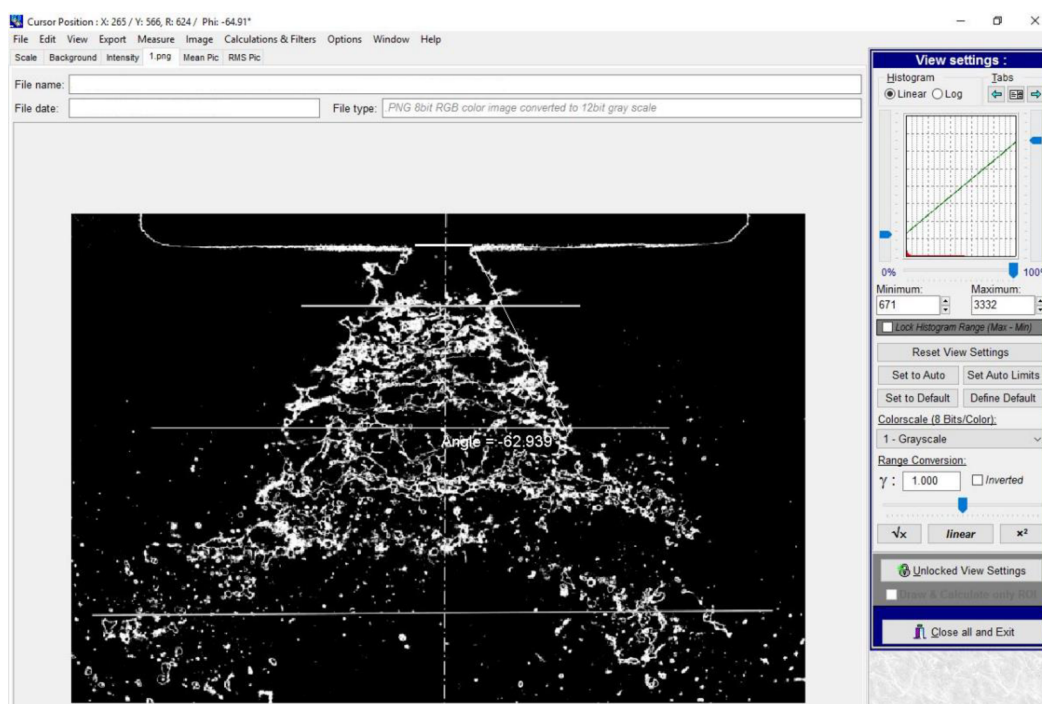 Cursor Position : X: 265 / Y: 566, R: 624 / Phi: -64.91°
File Edit View Export Measure Image Calculations & Filters Options Window Help
Scale Background Intensity 1.png Mean Pic RMS Pic
File name:
File date:
File type: .PNG 8bit RGB color image converted to 12bit gray scale
Angle = -62.939
View settings :
Histogram Tabs
Linear Log
0% 100%
Minimum: Maximum:
671 3332
Lock Histogram Range (Max - Min)
Reset View Settings
Set to Auto Set Auto Limits
Set to Default Define Default
Colorscale (8 Bits/Color):
1 - Grayscale
Range Conversion:
γ : 1.000 Inverted
√x linear x²
Unlocked View Settings
Draw & Calculate only ROI
Close all and Exit